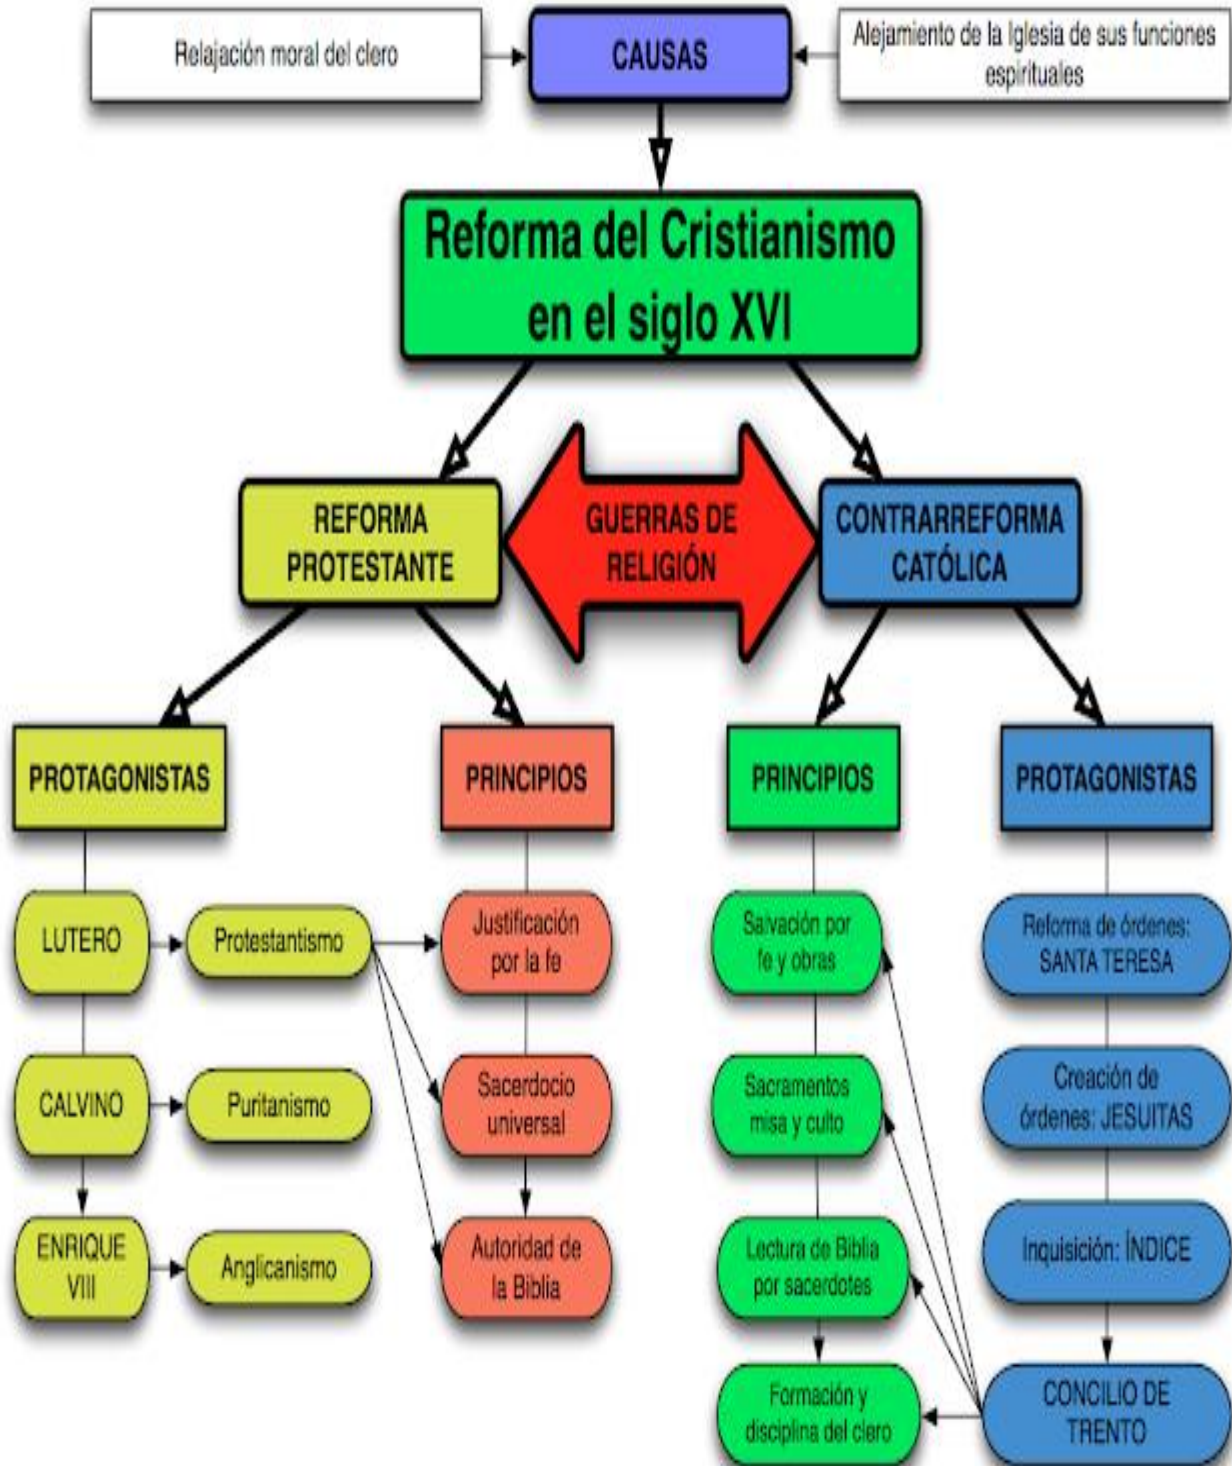 Relajación moral del clero
CAUSAS
Alejamiento de la Iglesia de sus funciones
espirituales
Reforma del Cristianismo
en el siglo XVI
REFORMA
PROTESTANTE
GUERRAS DE
RELIGIÓN
CONTRARREFORMA
CATÓLICA
PROTAGONISTAS
PRINCIPIOS
PRINCIPIOS
PROTAGONISTAS
LUTERO
Protestantismo
Justificación
por la fe
Salvación por
fe y obras
Reforma de órdenes:
SANTA TERESA
CALVINO
Puritanismo
Sacerdocio
universal
Sacramentos
misa y culto
Creación de
órdenes: JESUITAS
ENRIQUE
VIII
Anglicanismo
Autoridad de
la Biblia
Lectura de Biblia
por sacerdotes
Inquisición: ÍNDICE
Formación y
disciplina del clero
CONCILIO DE
TRENTO